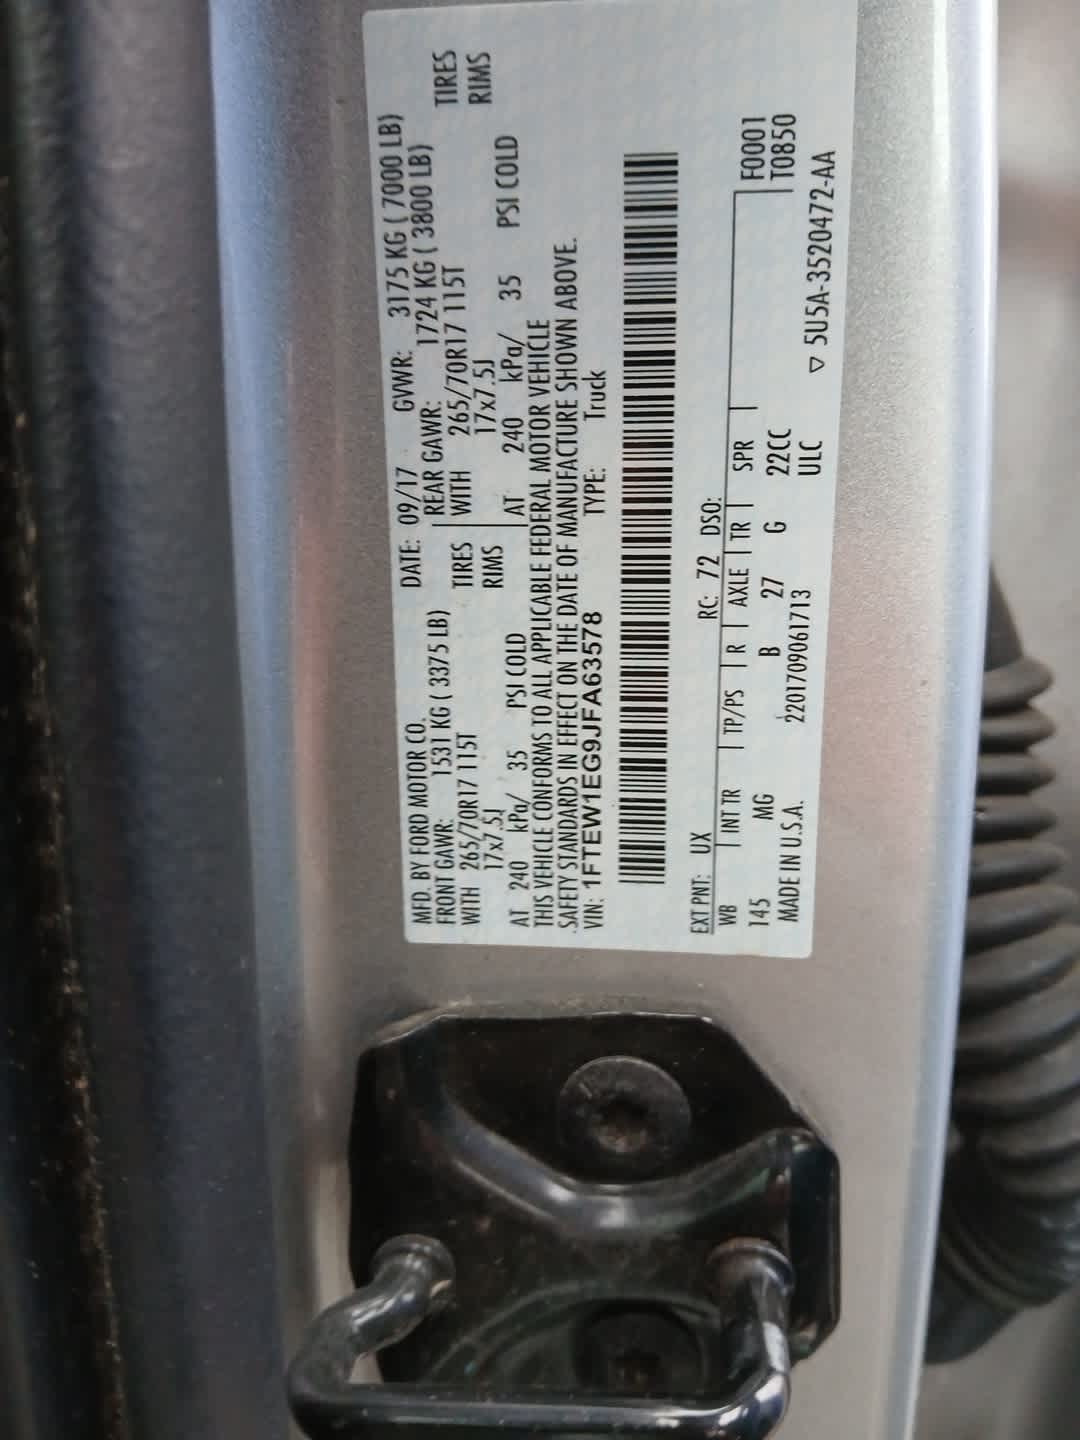 MFD. BY FORD MOTOR CO. DATE: 09/17 GVWR: 3175 KG ( 7000 LB)
FRONT GAWR: 1531 KG ( 3375 LB) REAR GAWR: 1724 KG ( 3800 LB)
WITH 265/70R17 115T TIRES WITH 265/70R17 115T TIRES
17x7.5J RIMS 17x7.5J RIMS
AT 240 kPa/ 35 PSI COLD AT 240 kPa/ 35 PSI COLD
THIS VEHICLE CONFORMS TO ALL APPLICABLE FEDERAL MOTOR VEHICLE
SAFETY STANDARDS IN EFFECT ON THE DATE OF MANUFACTURE SHOWN ABOVE.
VIN: 1FTEW1EG9JFA63578 TYPE: Truck
EXT PNT: UX RC: 72 DSO:
WB INT TR TP/PS R AXLE TR SPR F0001
145 MG B 27 G 22CC T0850
MADE IN U.S.A. 2201709061713 ULC
▽ 5U5A-3520472-AA